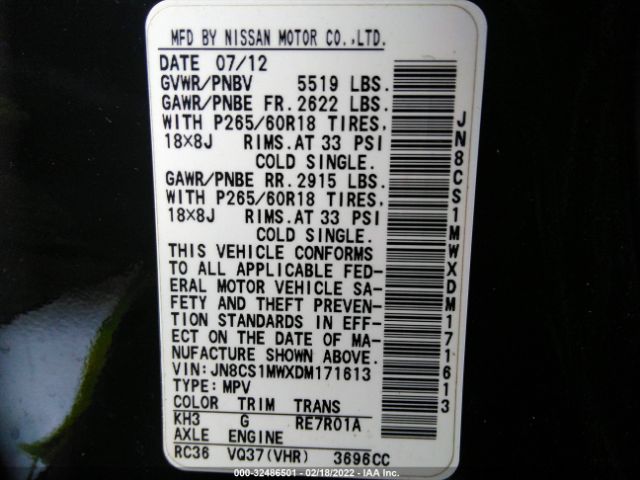 MFD BY NISSAN MOTOR CO.,LTD.
DATE 07/12
GVWR/PNBV 5519 LBS.
GAWR/PNBE FR. 2622 LBS.
WITH P265/60R18 TIRES,
18×8J RIMS.AT 33 PSI
COLD SINGLE.
GAWR/PNBE RR. 2915 LBS.
WITH P265/60R18 TIRES.
18×8J RIMS.AT 33 PSI
COLD SINGLE.
THIS VEHICLE CONFORMS
TO ALL APPLICABLE FED-
ERAL MOTOR VEHICLE SA-
FETY AND THEFT PREVEN-
TION STANDARDS IN EFF-
ECT ON THE DATE OF MA-
NUFACTURE SHOWN ABOVE.
VIN:JN8CS1MWXDM171613
TYPE: MPV
COLOR TRIM TRANS
KH3 G RE7R01A
AXLE ENGINE
RC36 VQ37(VHR) 3696CC
JN8CS1MWXDM171613
000-32486501 - 02/18/2022 - IAA Inc.